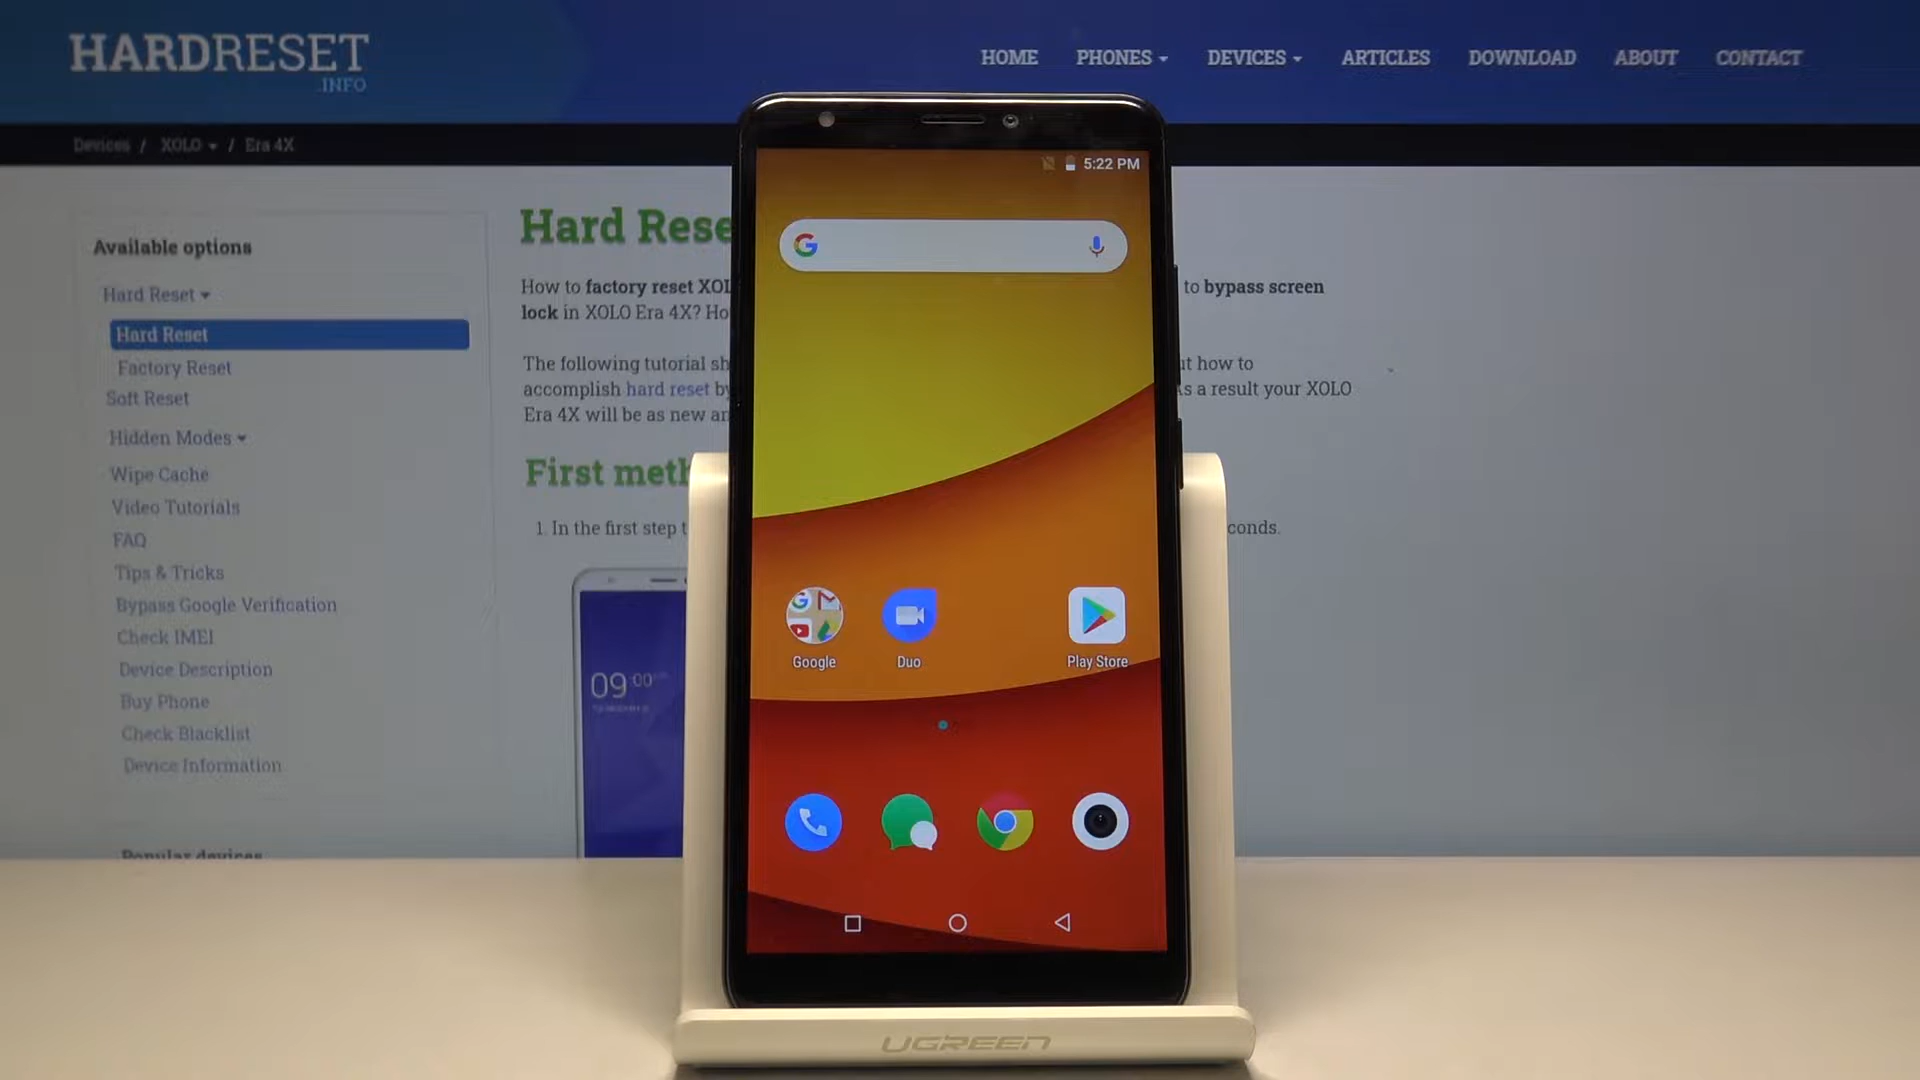 HARDRESET
.INFO
HOME PHONES DEVICES ARTICLES DOWNLOAD ABOUT CONTACT
Devices / XOLO / Era 4X
Available options
Hard Reset
Hard Reset
Factory Reset
Soft Reset
Hidden Modes
Wipe Cache
Video Tutorials
FAQ
Tips & Tricks
Bypass Google Verification
Check IMEI
Device Description
Buy Phone
Check Blacklist
Device Information
Popular devices
Hard Rese
How to factory reset XOL to bypass screen
lock in XOLO Era 4X? Ho
The following tutorial sh ut how to
accomplish hard reset by As a result your XOLO
Era 4X will be as new an
First meth
1. In the first step t conds.
09 00
5:22 PM
Google
Duo
Play Store
UGREEN